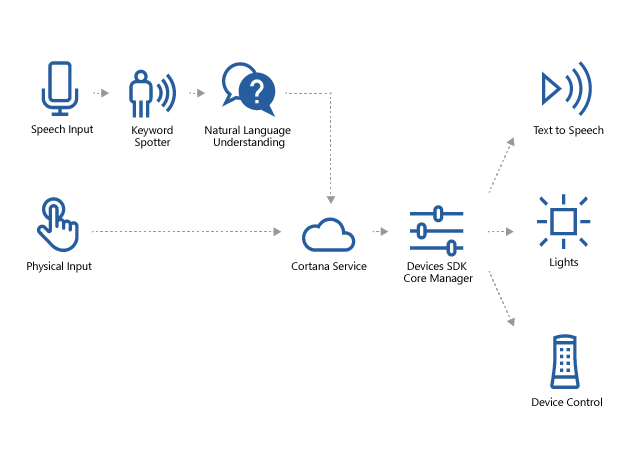 Speech Input
Keyword
Spotter
Natural Language
Understanding
?
Text to Speech
Physical Input
Cortana Service
Devices SDK
Core Manager
Lights
Device Control